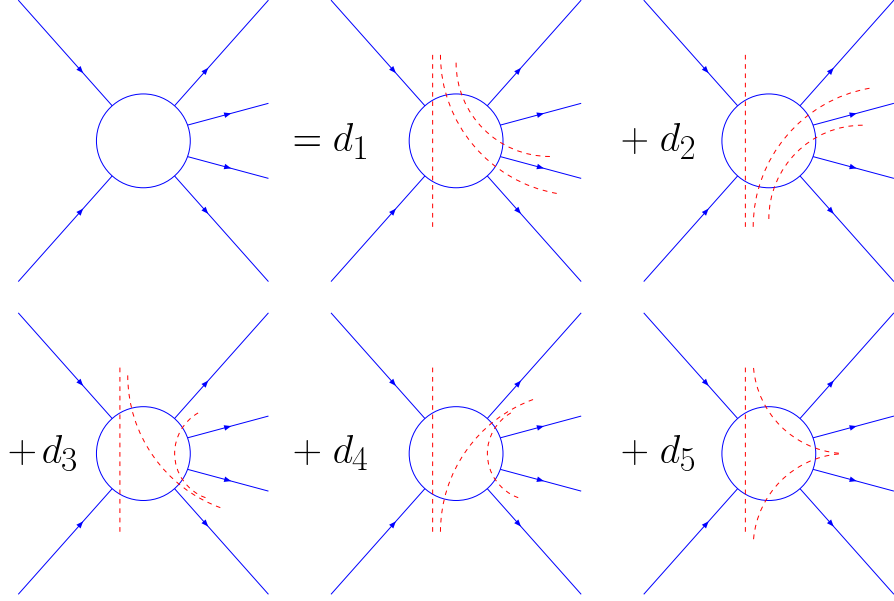 = d₁ + d₂
+ d₃ + d₄ + d₅